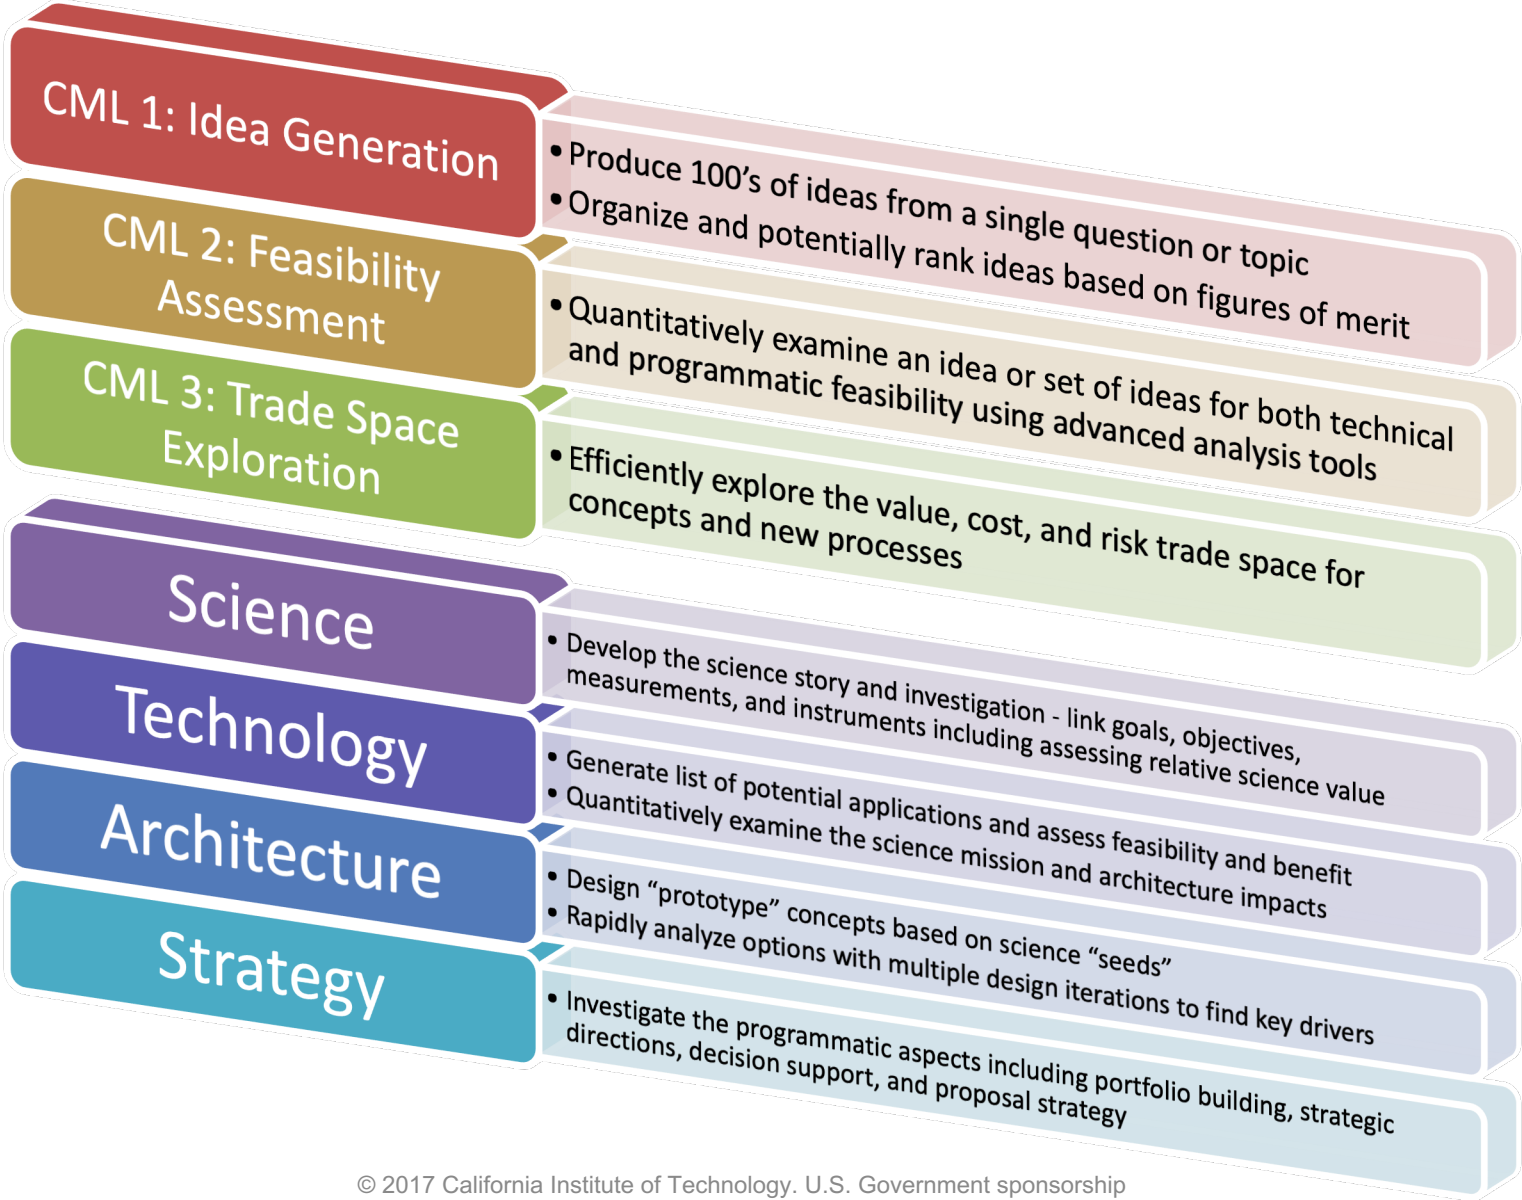 CML 1: Idea Generation
• Produce 100’s of ideas from a single question or topic
• Organize and potentially rank ideas based on figures of merit
CML 2: Feasibility
Assessment
• Quantitatively examine an idea or set of ideas for both technical
and programmatic feasibility using advanced analysis tools
CML 3: Trade Space
Exploration
• Efficiently explore the value, cost, and risk trade space for
concepts and new processes
Science
• Develop the science story and investigation - link goals, objectives,
measurements, and instruments including assessing relative science value
Technology
• Generate list of potential applications and assess feasibility and benefit
• Quantitatively examine the science mission and architecture impacts
Architecture
• Design “prototype” concepts based on science “seeds”
• Rapidly analyze options with multiple design iterations to find key drivers
Strategy
• Investigate the programmatic aspects including portfolio building, strategic
directions, decision support, and proposal strategy
© 2017 California Institute of Technology. U.S. Government sponsorship